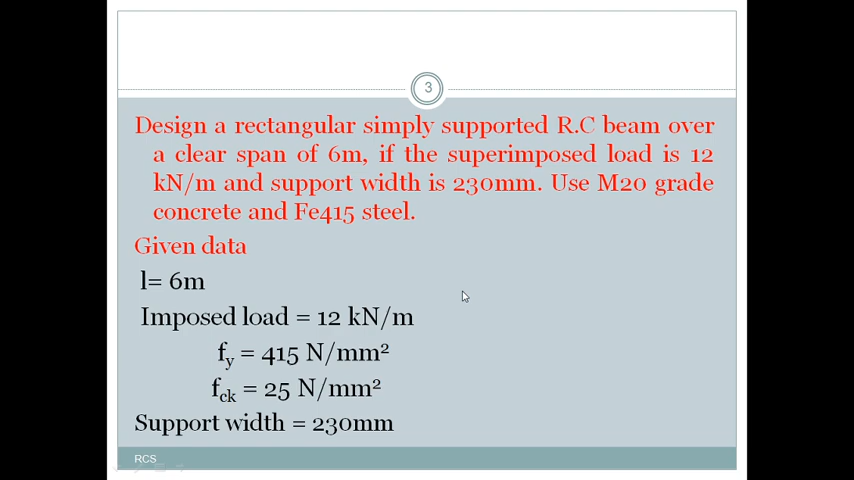 3
Design a rectangular simply supported R.C beam over
a clear span of 6m, if the superimposed load is 12
kN/m and support width is 230mm. Use M20 grade
concrete and Fe415 steel.
Given data
l= 6m
Imposed load = 12 kN/m
fy = 415 N/mm²
fck = 25 N/mm²
Support width = 230mm
RCS